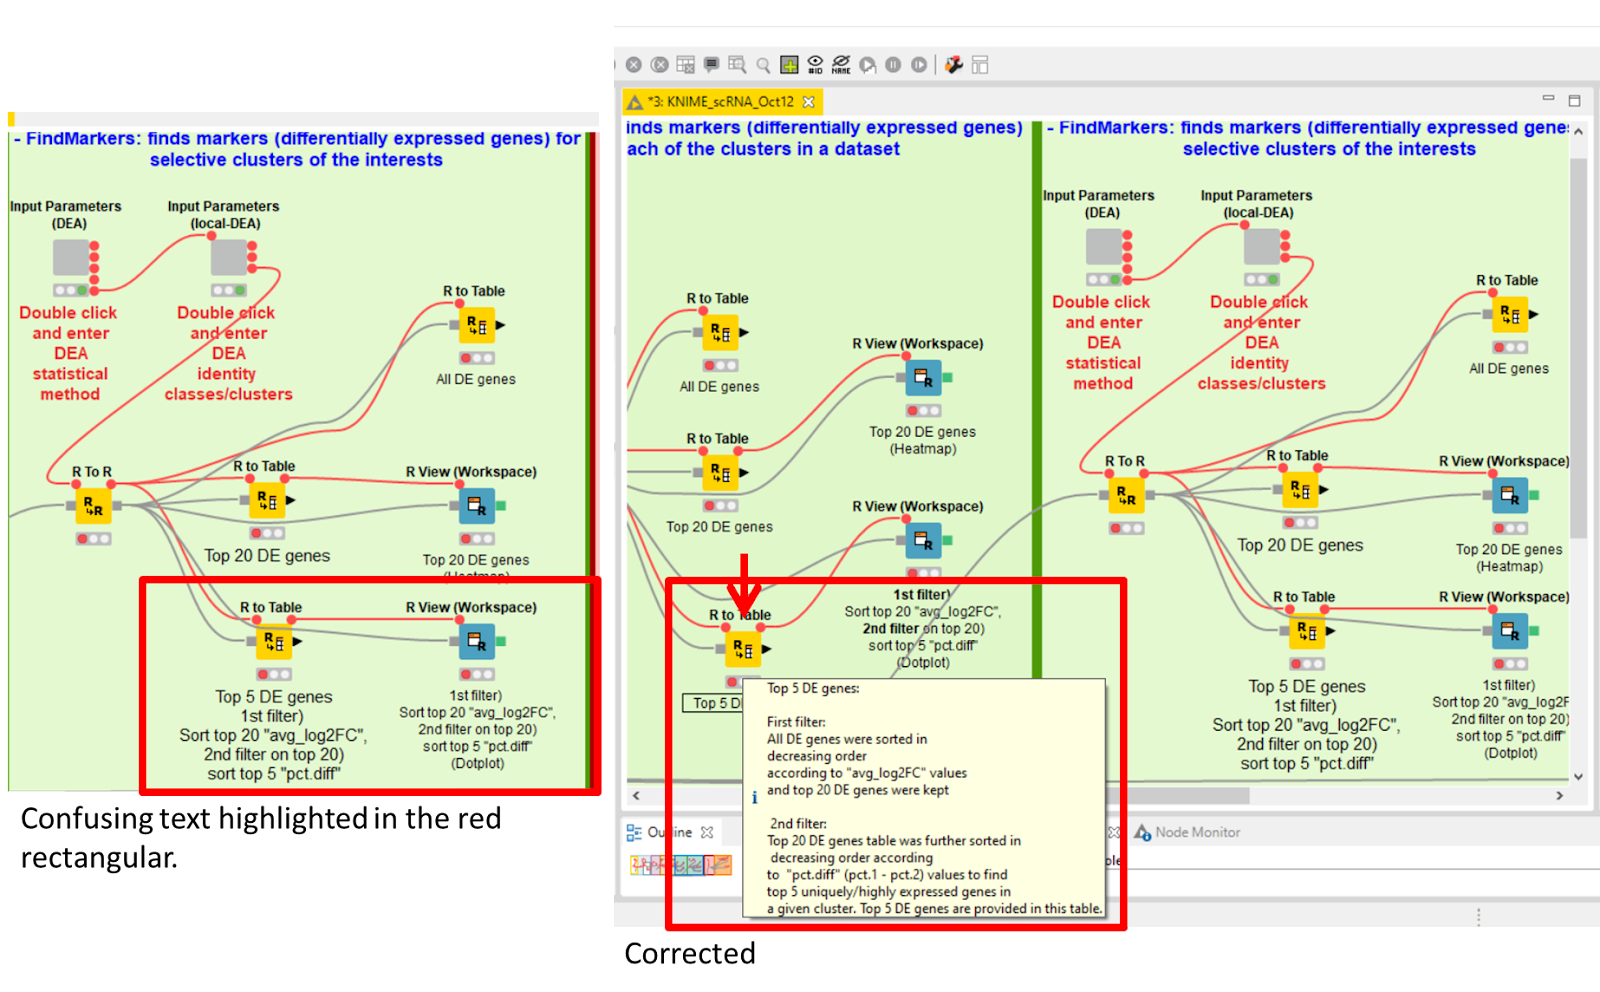 - FindMarkers: finds markers (differentially expressed genes) for
selective clusters of the interests
Input Parameters
(DEA)
Input Parameters
(local-DEA)
Double click
and enter
DEA
statistical
method
Double click
and enter
DEA
identity
classes/clusters
R to Table
All DE genes
R To R
R to Table
Top 20 DE genes
R View (Workspace)
Top 20 DE genes
(Heatmap)
R to Table
Top 5 DE genes
1st filter)
Sort top 20 "avg_log2FC",
2nd filter on top 20)
sort top 5 "pct.diff"
R View (Workspace)
1st filter)
Sort top 20 "avg_log2FC",
2nd filter on top 20)
sort top 5 "pct.diff"
(Dotplot)
Confusing text highlighted in the red
rectangular.
#ID
NAME
*3: KNIME_scRNA_Oct12
inds markers (differentially expressed genes)
ach of the clusters in a dataset
R to Table
All DE genes
R View (Workspace)
Top 20 DE genes
(Heatmap)
R to Table
Top 20 DE genes
R View (Workspace)
1st filter)
Sort top 20 "avg_log2FC",
2nd filter on top 20)
sort top 5 "pct.diff"
(Dotplot)
R to Table
Top 5 D
Top 5 DE genes:
First filter:
All DE genes were sorted in
decreasing order
according to "avg_log2FC" values
and top 20 DE genes were kept
2nd filter:
Top 20 DE genes table was further sorted in
decreasing order according
to "pct.diff" (pct.1 - pct.2) values to find
top 5 uniquely/highly expressed genes in
a given cluster. Top 5 DE genes are provided in this table.
- FindMarkers: finds markers (differentially expressed gene
selective clusters of the interests
Input Parameters
(DEA)
Input Parameters
(local-DEA)
Double click
and enter
DEA
statistical
method
Double click
and enter
DEA
identity
classes/clusters
R to Table
All DE genes
R To R
R to Table
Top 20 DE genes
R View (Workspace)
Top 20 DE genes
(Heatmap)
R to Table
Top 5 DE genes
1st filter)
Sort top 20 "avg_log2FC",
2nd filter on top 20)
sort top 5 "pct.diff"
R View (Workspace)
1st filter)
Sort top 20 "avg_log2F
2nd filter on top 20)
sort top 5 "pct.diff"
(Dotplot)
Outline
Node Monitor
ole
Corrected